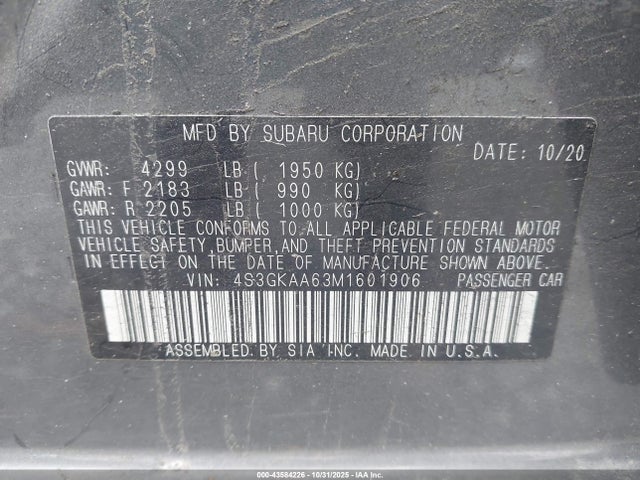 MFD BY SUBARU CORPORATION
DATE: 10/20
GVWR: 4299 LB ( 1950 KG)
GAWR: F 2183 LB ( 990 KG)
GAWR: R 2205 LB ( 1000 KG)
THIS VEHICLE CONFORMS TO ALL APPLICABLE FEDERAL MOTOR
VEHICLE SAFETY, BUMPER, AND THEFT PREVENTION STANDARDS
IN EFFECT ON THE DATE OF MANUFACTURE SHOWN ABOVE.
VIN: 4S3GKAA63M1601906 PASSENGER CAR
ASSEMBLED BY SIA INC. MADE IN U.S.A.
000-43584226 - 10/31/2025 - IAAI.COM